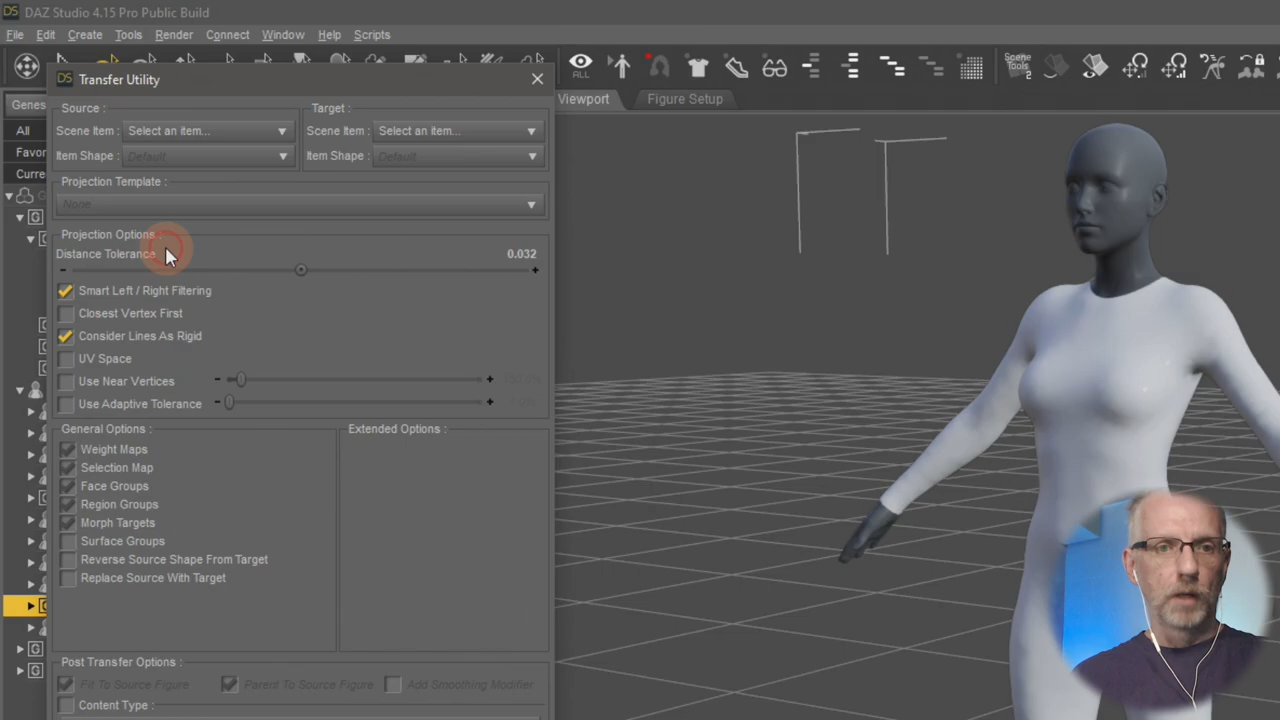 DS DAZ Studio 4.15 Pro Public Build
File Edit Create Tools Render Connect Window Help Scripts
ALL
Scene Tools 2
DS Transfer Utility
Genes
All
Favor
Curre
Viewport Figure Setup
Source : Target :
Scene Item : Select an item... Scene Item : Select an item...
Item Shape : Default Item Shape : Default
Projection Template :
None
Projection Options :
Distance Tolerance 0.032
- +
Smart Left / Right Filtering
Closest Vertex First
Consider Lines As Rigid
UV Space
Use Near Vertices - +
Use Adaptive Tolerance - +
General Options : Extended Options :
Weight Maps
Selection Map
Face Groups
Region Groups
Morph Targets
Surface Groups
Reverse Source Shape From Target
Replace Source With Target
Post Transfer Options :
Fit To Source Figure Parent To Source Figure Add Smoothing Modifier
Content Type :